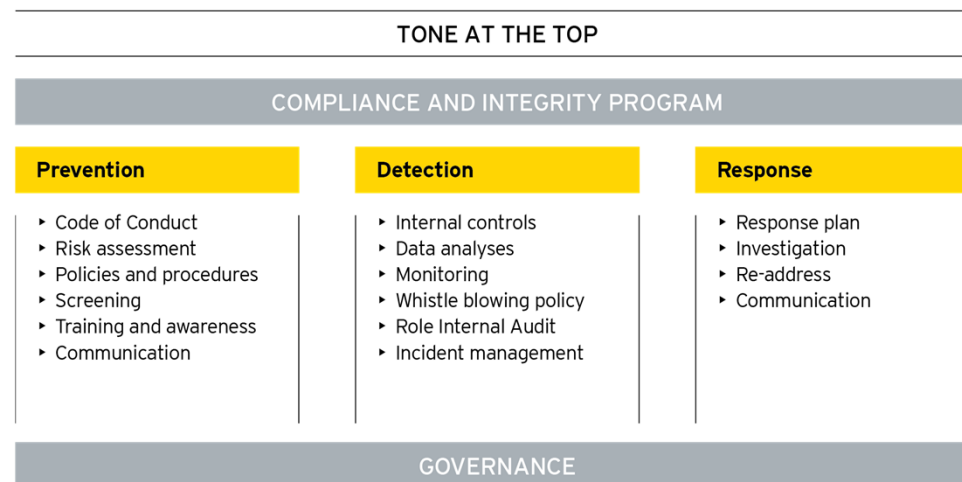 TONE AT THE TOP
COMPLIANCE AND INTEGRITY PROGRAM
Prevention
‣ Code of Conduct
‣ Risk assessment
‣ Policies and procedures
‣ Screening
‣ Training and awareness
‣ Communication
Detection
‣ Internal controls
‣ Data analyses
‣ Monitoring
‣ Whistle blowing policy
‣ Role Internal Audit
‣ Incident management
Response
‣ Response plan
‣ Investigation
‣ Re-address
‣ Communication
GOVERNANCE